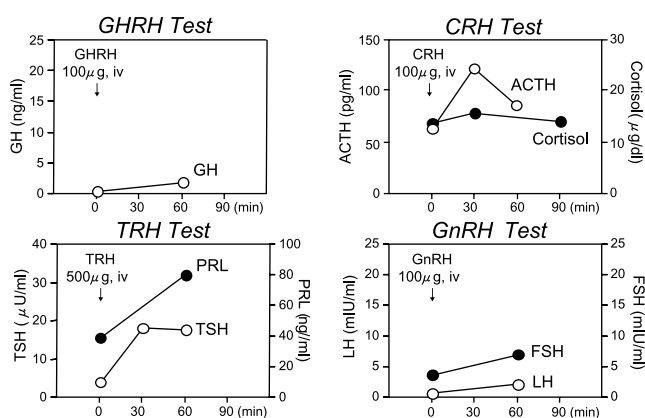 GHRH Test
25
20
15
10
5
0
GH (ng/ml)
GHRH
100μg, iv
↓
GH
0 30 60 90 (min)
CRH Test
150
100
50
0
ACTH (pg/ml)
30
20
10
0
Cortisol(μg/dl)
CRH
100μg, iv
↓
ACTH
Cortisol
0 30 60 90 (min)
TRH Test
40
30
20
10
0
TSH (μU/ml)
100
80
60
40
20
0
PRL (ng/ml)
TRH
500μg, iv
↓
PRL
TSH
0 30 60 90 (min)
GnRH Test
25
20
15
10
5
0
LH (mIU/ml)
25
20
15
10
5
0
FSH (mIU/ml)
GnRH
100μg, iv
↓
FSH
LH
0 30 60 90 (min)